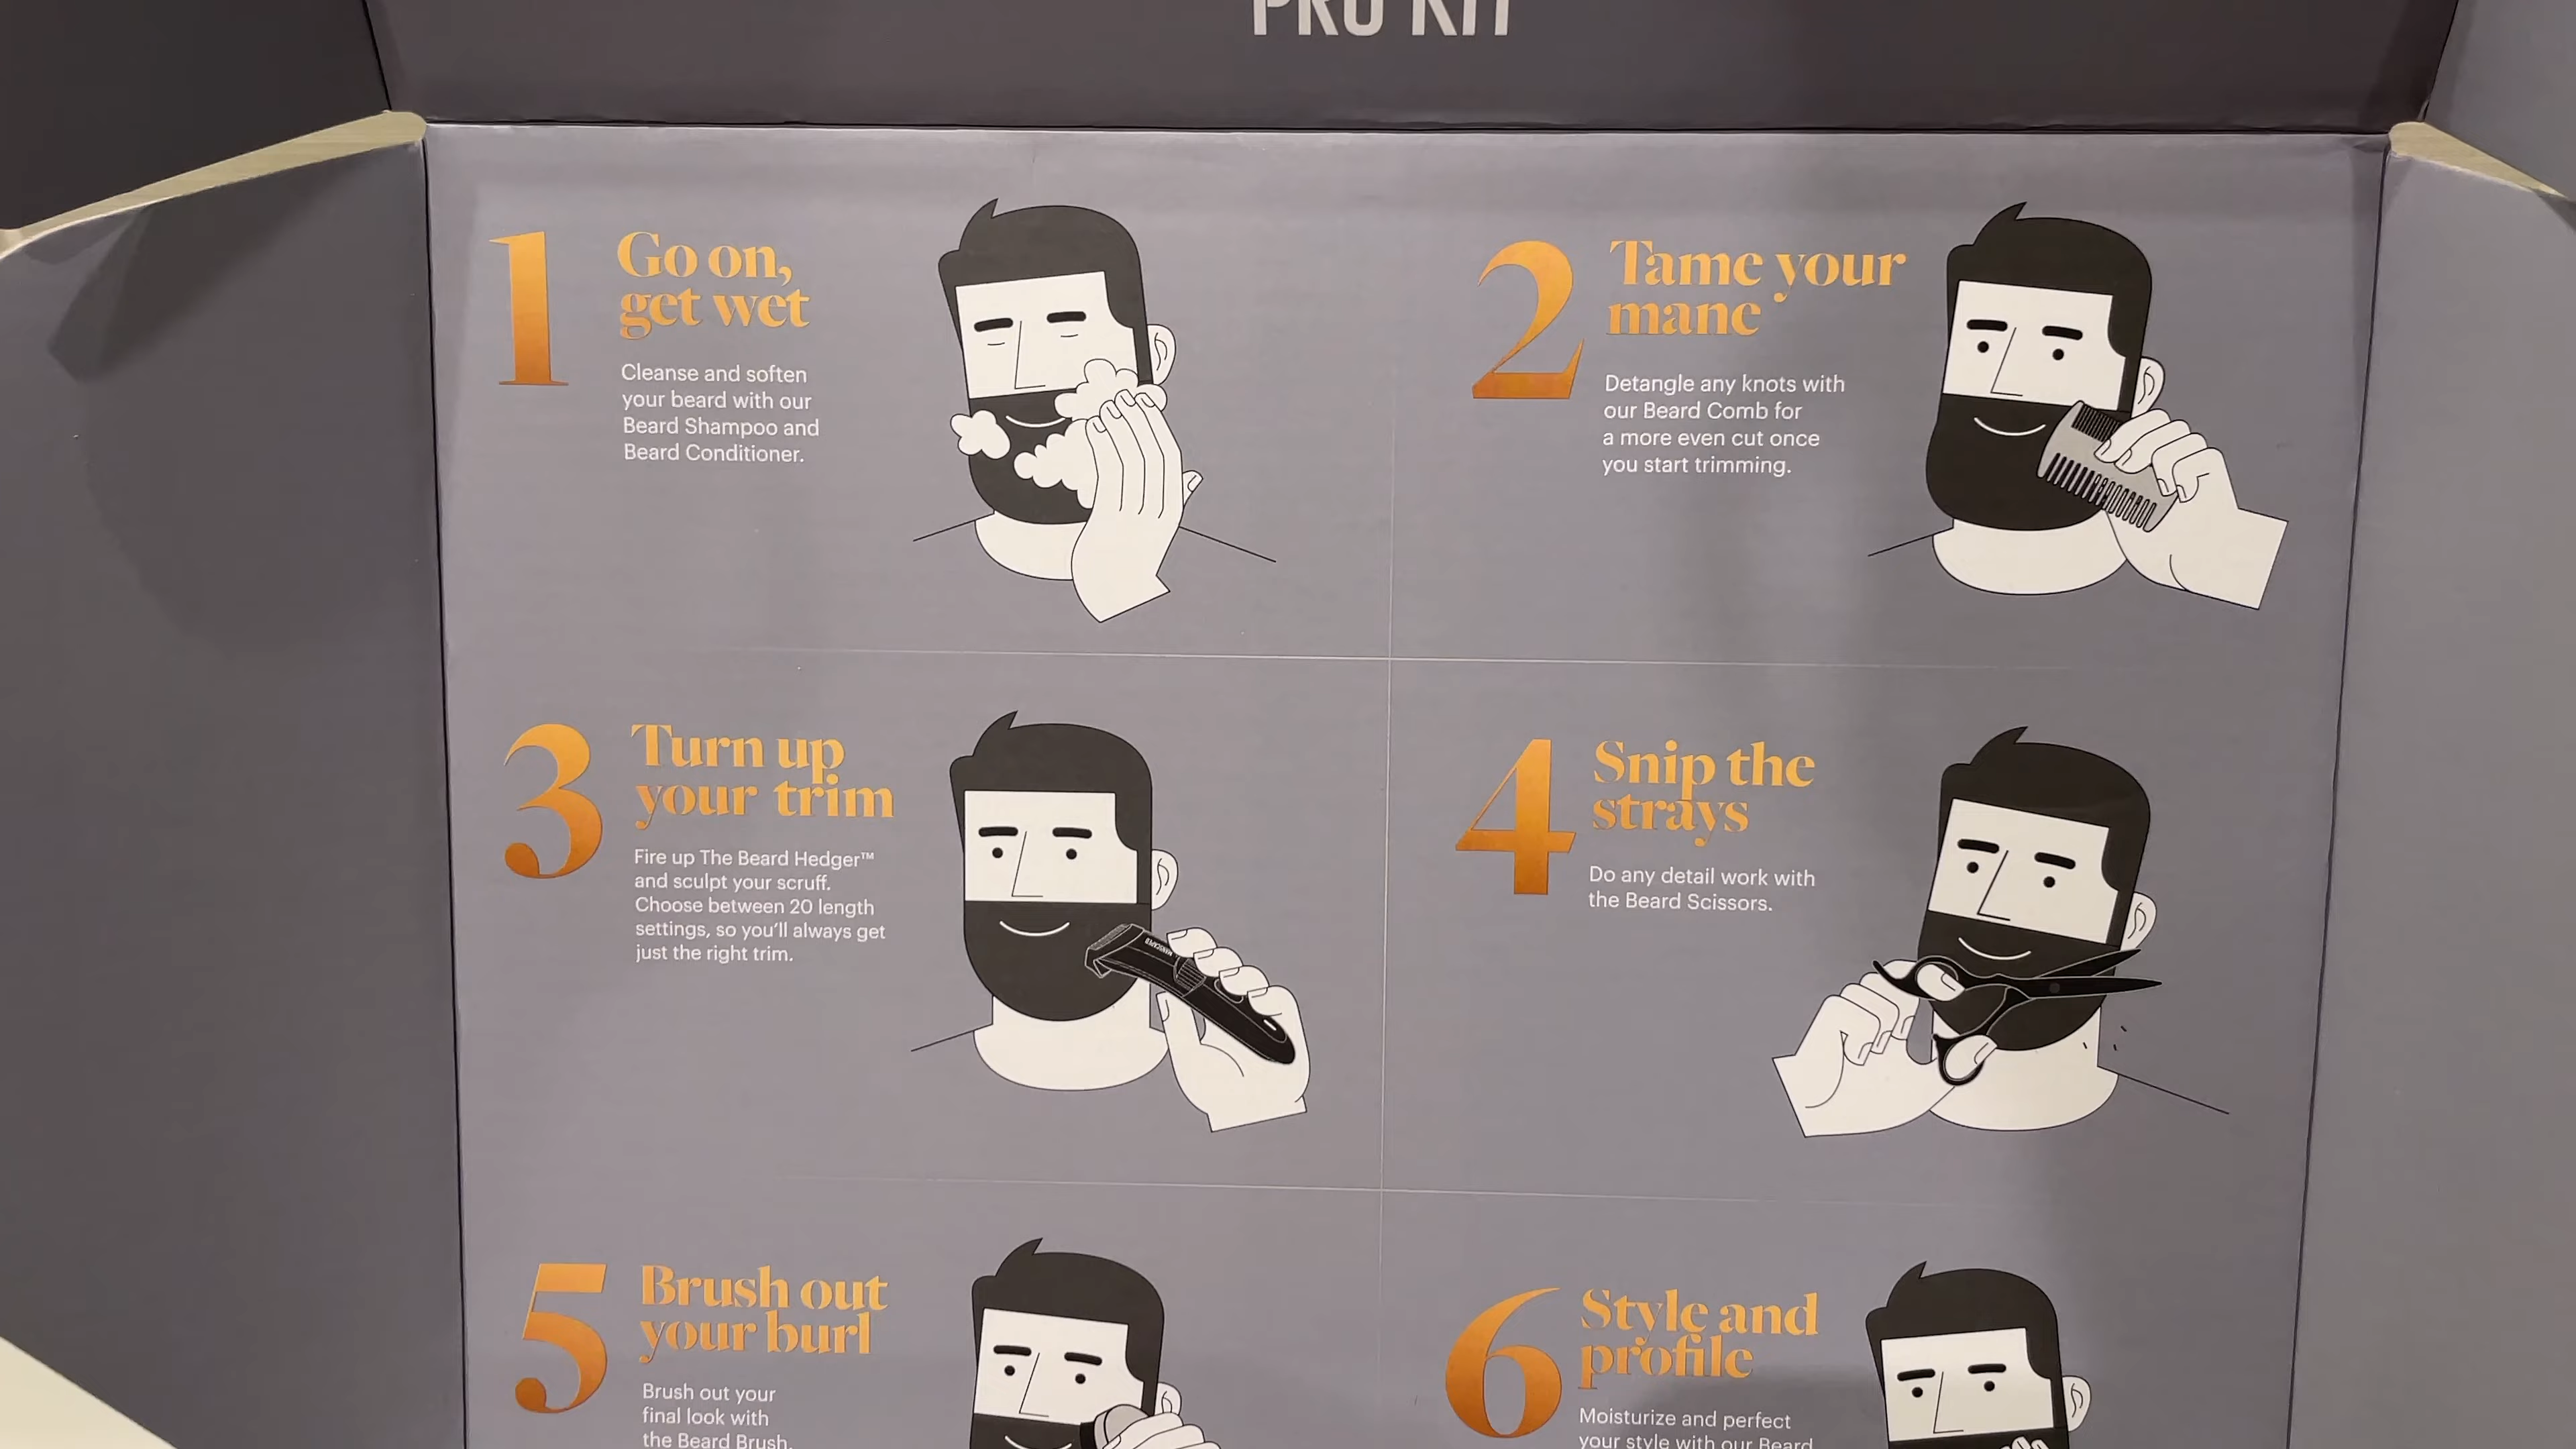 PRO KIT
1
Go on,
get wet
Cleanse and soften
your beard with our
Beard Shampoo and
Beard Conditioner.
2
Tame your
mane
Detangle any knots with
our Beard Comb for
a more even cut once
you start trimming.
3
Turn up
your trim
Fire up The Beard Hedger™
and sculpt your scruff.
Choose between 20 length
settings, so you'll always get
just the right trim.
MANSCAPED
4
Snip the
strays
Do any detail work with
the Beard Scissors.
5
Brush out
your burl
Brush out your
final look with
the Beard Brush.
6
Style and
profile
Moisturize and perfect
your style with our Beard